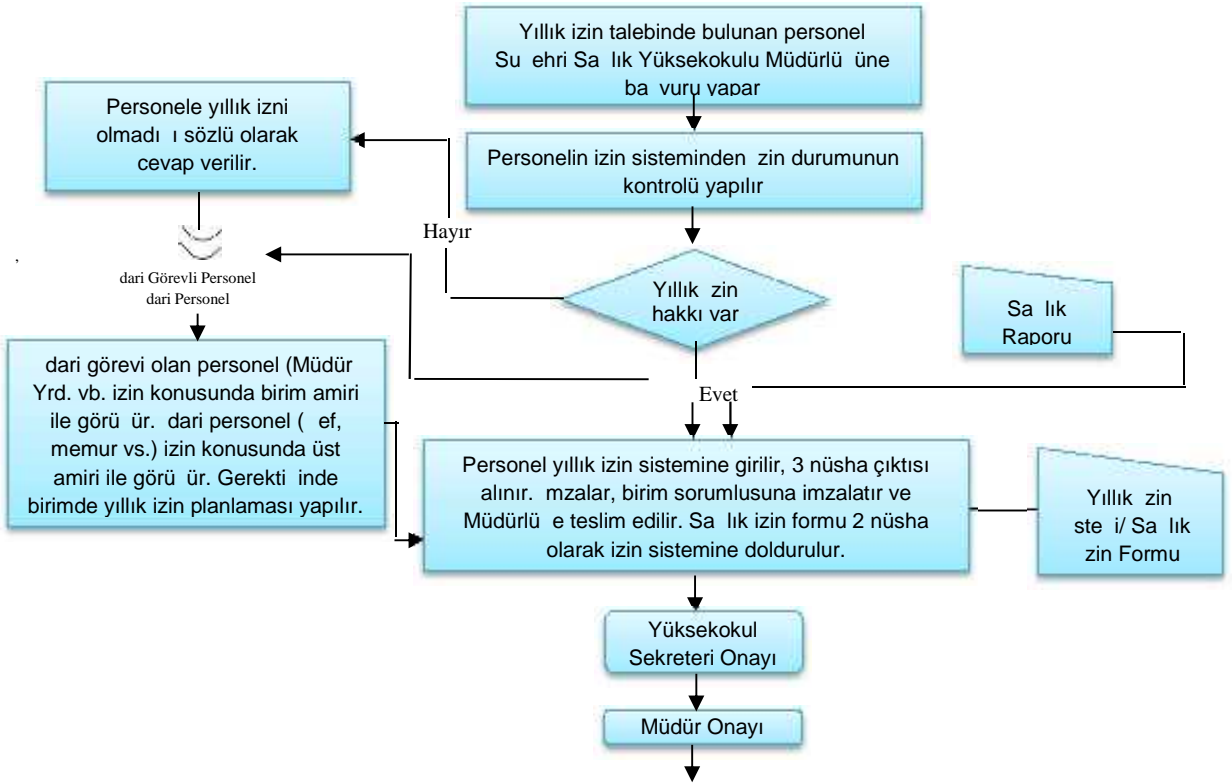 Yıllık izin talebinde bulunan personel
Su ehri Sa lık Yüksekokulu Müdürlü üne
ba vuru yapar
Personele yıllık izni
olmadı ı sözlü olarak
cevap verilir.
Personelin izin sisteminden zin durumunun
kontrolü yapılır
Hayır
,
dari Görevli Personel
dari Personel
Yıllık zin
hakkı var
Sa lık
Raporu
dari görevi olan personel (Müdür
Yrd. vb. izin konusunda birim amiri
ile görü ür. dari personel ( ef,
memur vs.) izin konusunda üst
amiri ile görü ür. Gerekti inde
birimde yıllık izin planlaması yapılır.
Evet
Personel yıllık izin sistemine girilir, 3 nüsha çıktısı
alınır. mzalar, birim sorumlusuna imzalatır ve
Müdürlü e teslim edilir. Sa lık izin formu 2 nüsha
olarak izin sistemine doldurulur.
Yıllık zin
ste i/ Sa lık
zin Formu
Yüksekokul
Sekreteri Onayı
Müdür Onayı